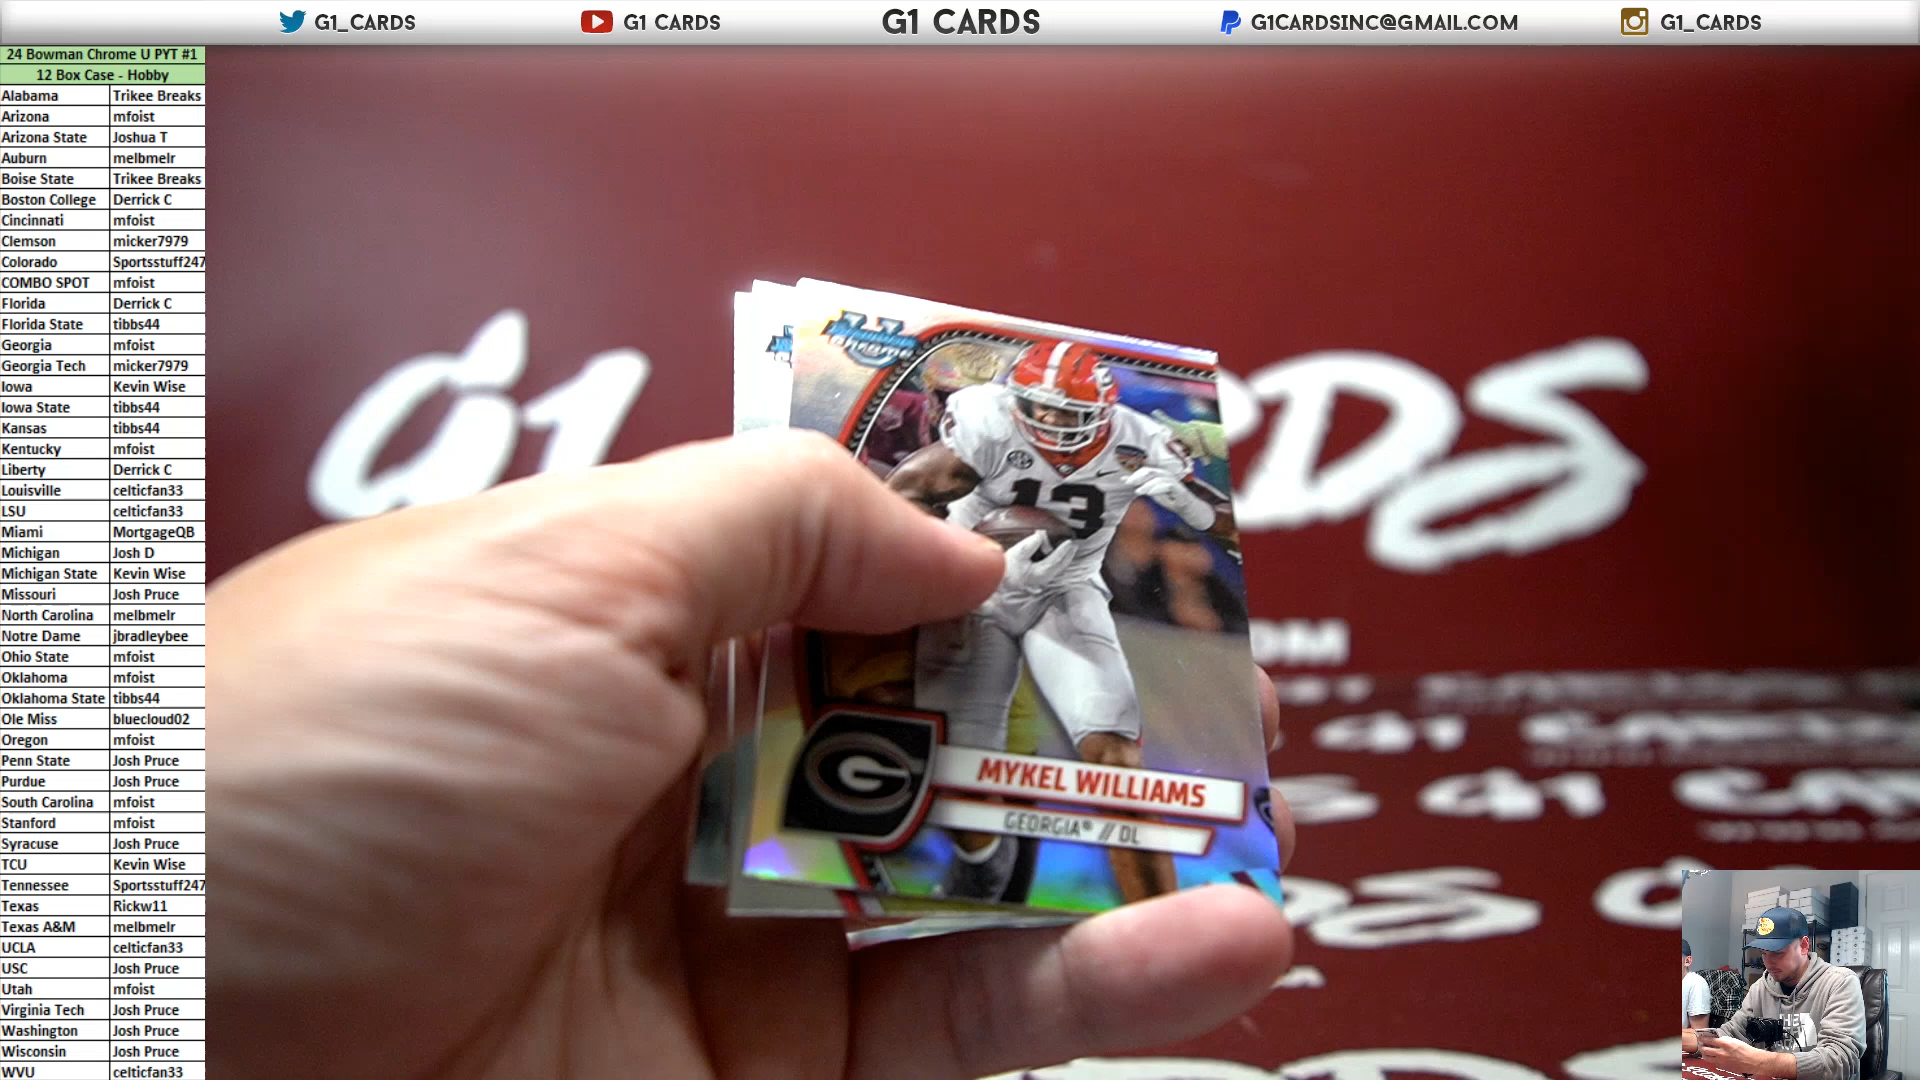 G1_CARDS
G1 CARDS
G1 CARDS
G1CARDSINC@GMAIL.COM
G1_CARDS
24 Bowman Chrome U PYT #1
12 Box Case - Hobby
Alabama Trikee Breaks
Arizona mfoist
Arizona State Joshua T
Auburn melbmelr
Boise State Trikee Breaks
Boston College Derrick C
Cincinnati mfoist
Clemson micker7979
Colorado Sportsstuff247
COMBO SPOT mfoist
Florida Derrick C
Florida State tibbs44
Georgia mfoist
Georgia Tech micker7979
Iowa Kevin Wise
Iowa State tibbs44
Kansas tibbs44
Kentucky mfoist
Liberty Derrick C
Louisville celticfan33
LSU celticfan33
Miami MortgageQB
Michigan Josh D
Michigan State Kevin Wise
Missouri Josh Pruce
North Carolina melbmelr
Notre Dame jbradleybee
Ohio State mfoist
Oklahoma mfoist
Oklahoma State tibbs44
Ole Miss bluecloud02
Oregon mfoist
Penn State Josh Pruce
Purdue Josh Pruce
South Carolina mfoist
Stanford mfoist
Syracuse Josh Pruce
TCU Kevin Wise
Tennessee Sportsstuff247
Texas Rickw11
Texas A&M melbmelr
UCLA celticfan33
USC Josh Pruce
Utah mfoist
Virginia Tech Josh Pruce
Washington Josh Pruce
Wisconsin Josh Pruce
WVU celticfan33
G1 RDS
Bowman
Chrome
13
G
MYKEL WILLIAMS
GEORGIA® // DL